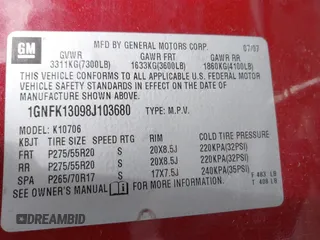 GM
MFD BY GENERAL MOTORS CORP. 07/07
GVWR GAWR FRT GAWR RR
3311KG(7300LB) 1633KG(3600LB) 1860KG(4100LB)
THIS VEHICLE CONFORMS TO ALL APPLICABLE U.S. FEDERAL MOTOR
VEHICLE SAFETY STANDARDS IN EFFECT ON THE DATE OF
MANUFACTURE SHOWN ABOVE.
1GNFK13098J103680 TYPE: M.P.V.
MODEL: K10706
KBJT TIRE SIZE SPEED RTG RIM COLD TIRE PRESSURE
FRT P275/55R20 S 20X8.5J 220KPA(32PSI)
RR P275/55R20 S 20X8.5J 220KPA(32PSI)
SPA P265/70R17 S 17X7.5J 240KPA(35PSI)
SEE OWNER'S MANUAL FOR MORE INFORMATION.
F 483 LB
T 408 LB
DREAMBID